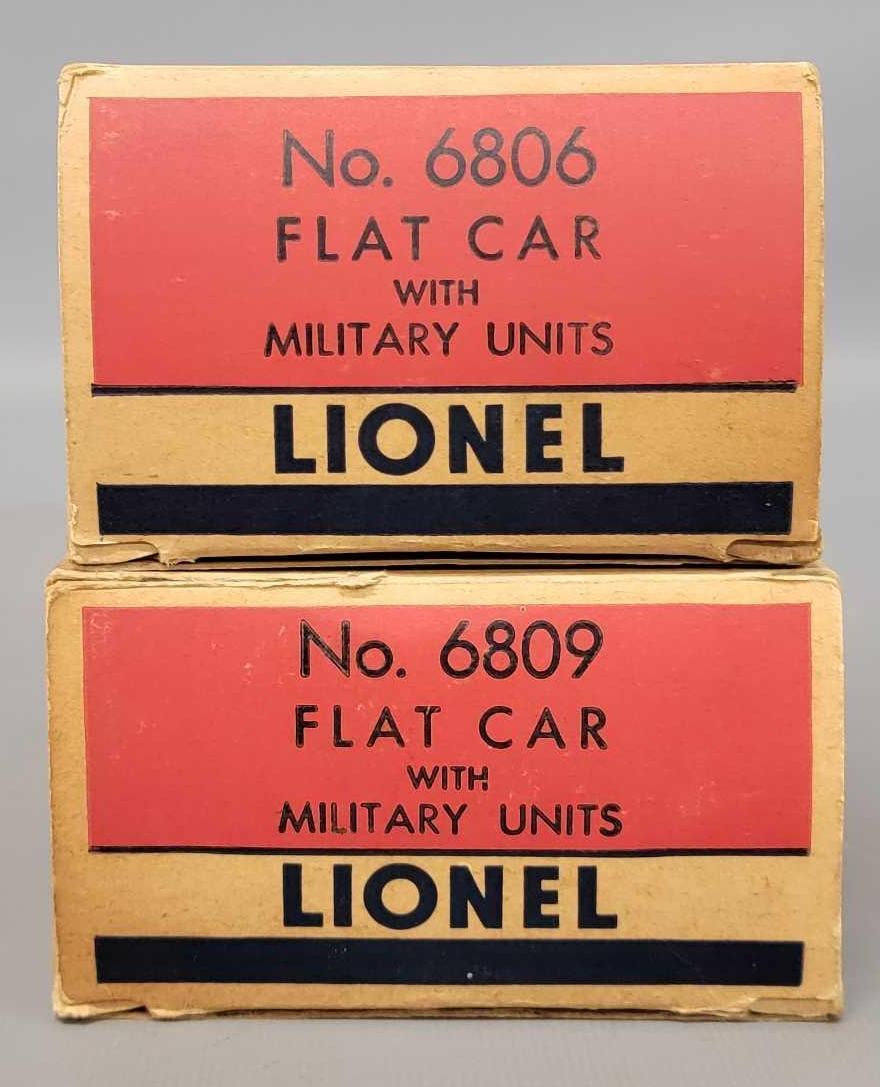 No. 6806
FLAT CAR
WITH
MILITARY UNITS
LIONEL
No. 6809
FLAT CAR
WITH
MILITARY UNITS
LIONEL